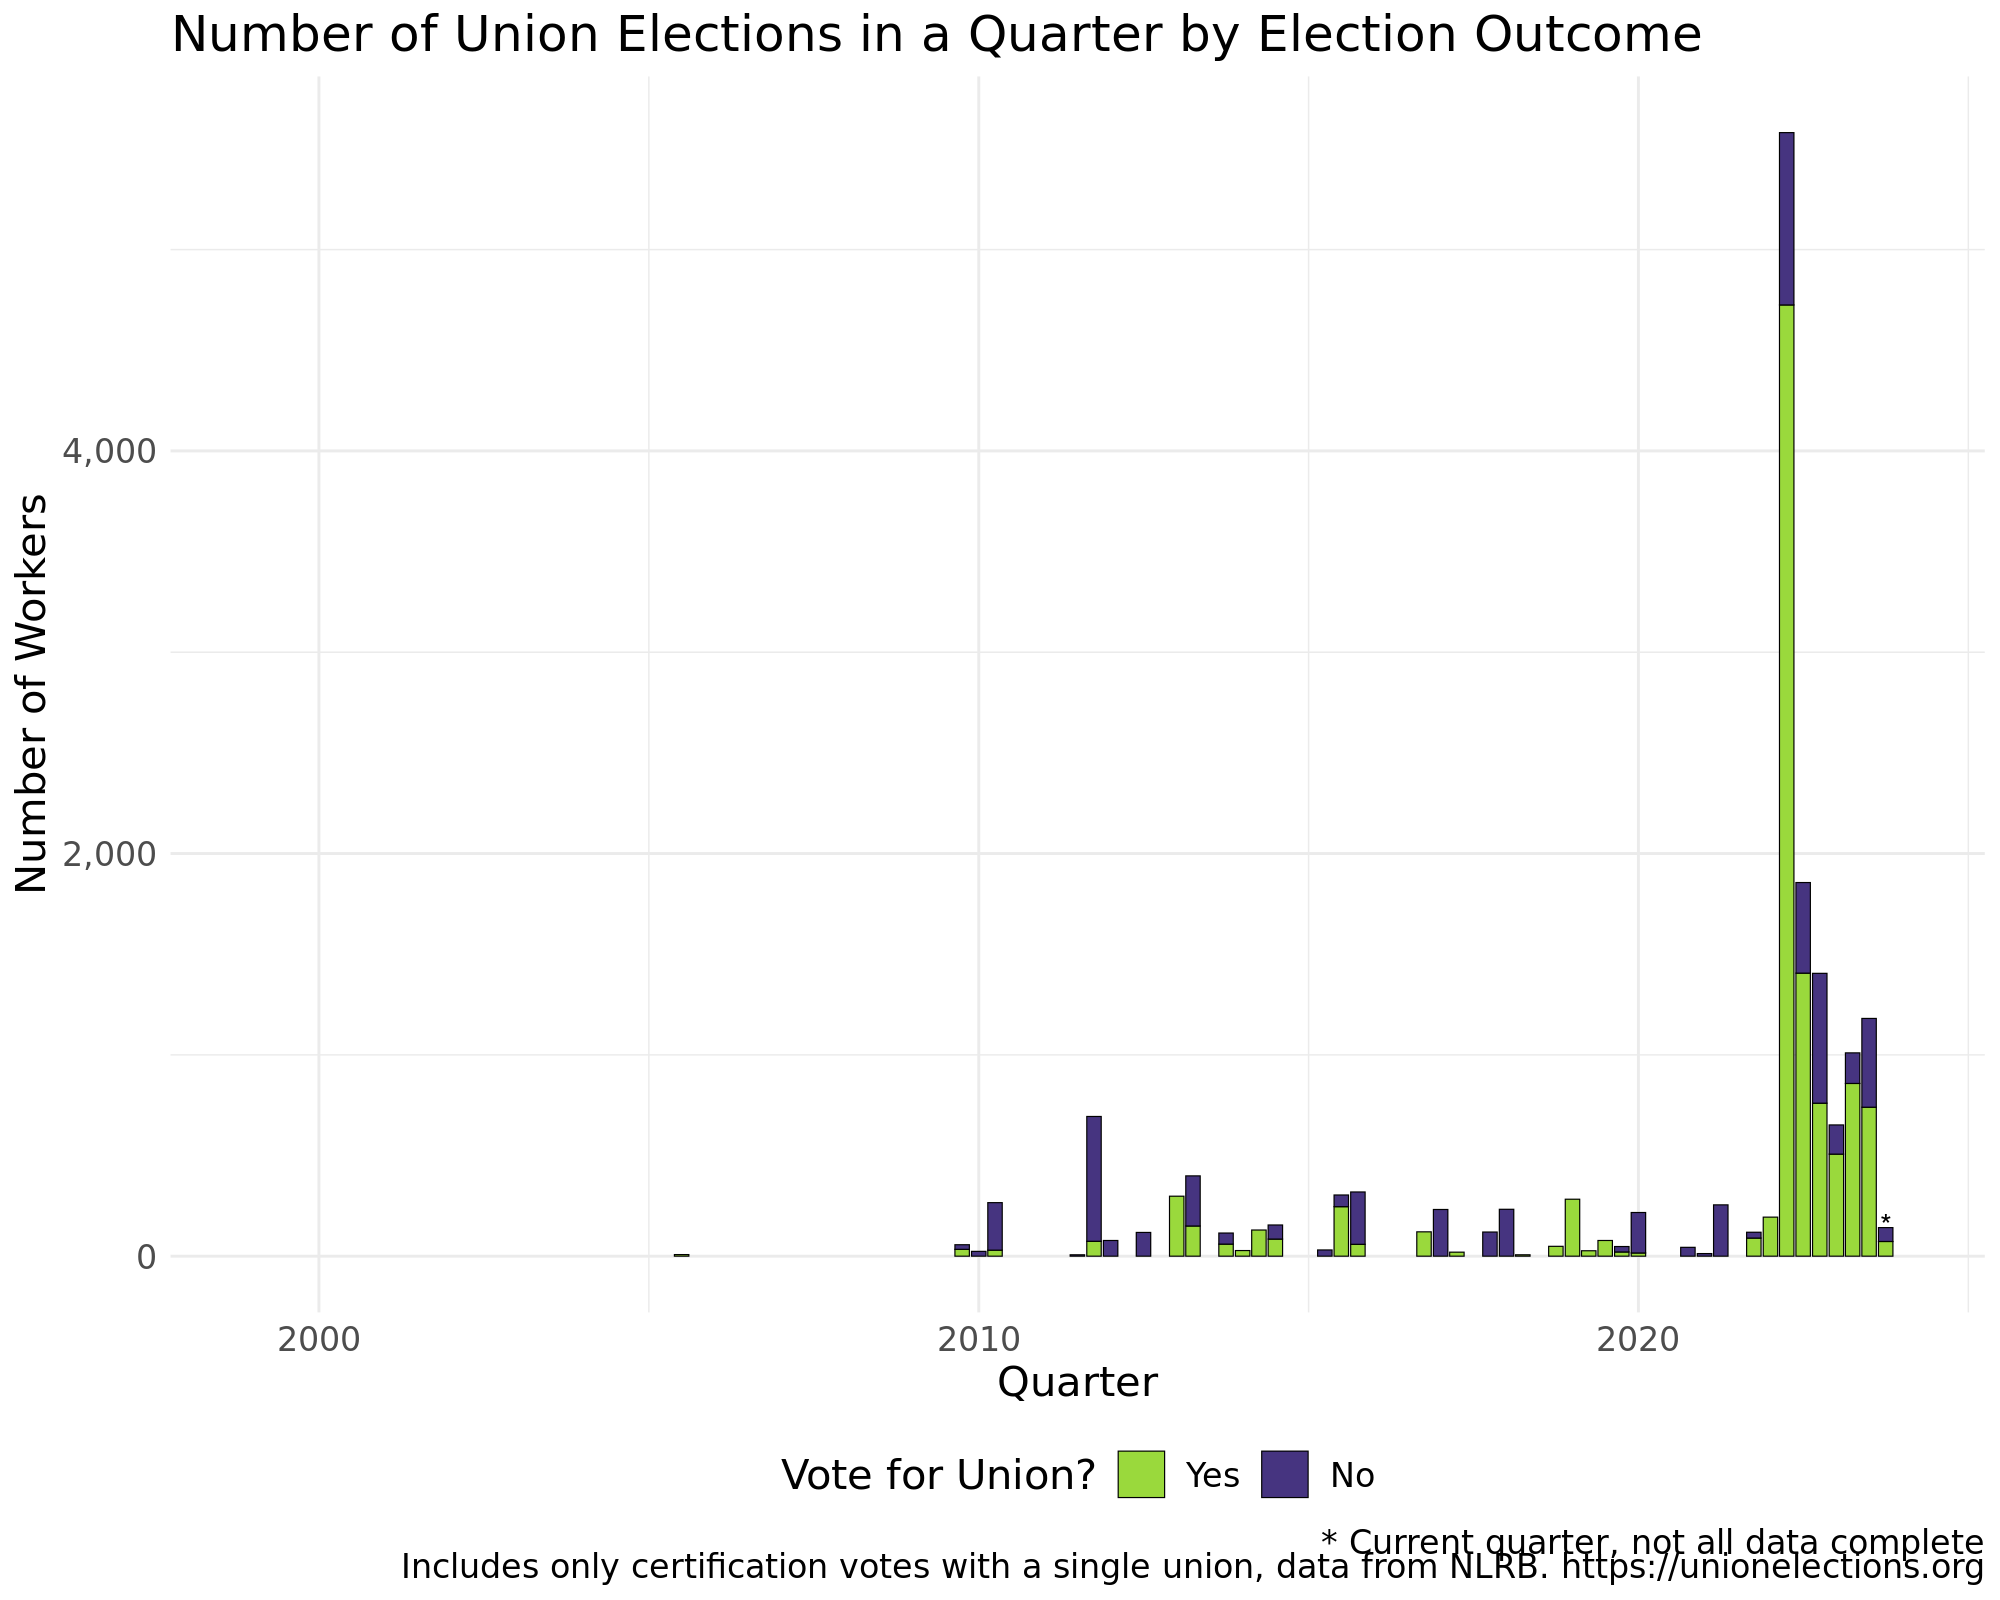 Number of Union Elections in a Quarter by Election Outcome
Number of Workers
4,000
2,000
0
2000 2010 2020
Quarter
Vote for Union? Yes No
*
* Current quarter, not all data complete
Includes only certification votes with a single union, data from NLRB. https://unionelections.org